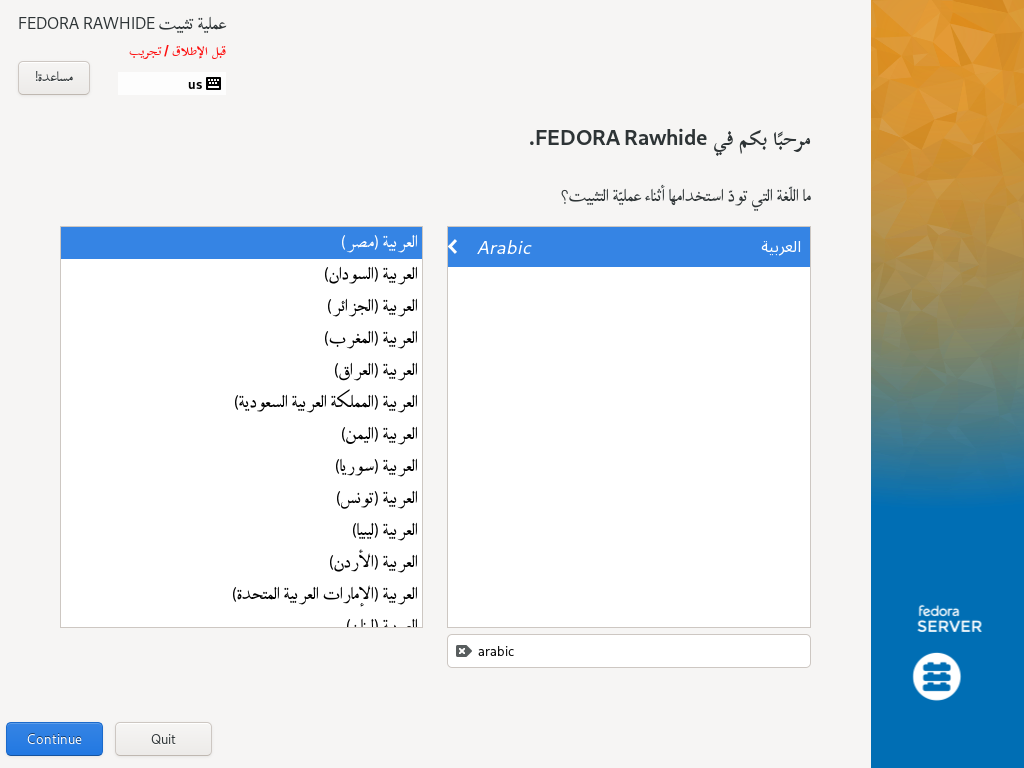 عملية تثبيت FEDORA RAWHIDE
قبل الإطلاق / تجريب
us
مساعدة!
مرحبًا بكم في FEDORA Rawhide.
ما اللّغة التي تودّ استخدامها أثناء عمليّة التثبيت؟
العربية Arabic
العربية (مصر)
العربية (السودان)
العربية (الجزائر)
العربية (المغرب)
العربية (العراق)
العربية (المملكة العربية السعودية)
العربية (اليمن)
العربية (سوريا)
العربية (تونس)
العربية (ليبيا)
العربية (الأردن)
العربية (الإمارات العربية المتحدة)
العربية (لبنان)
arabic
Continue
Quit
fedora
SERVER